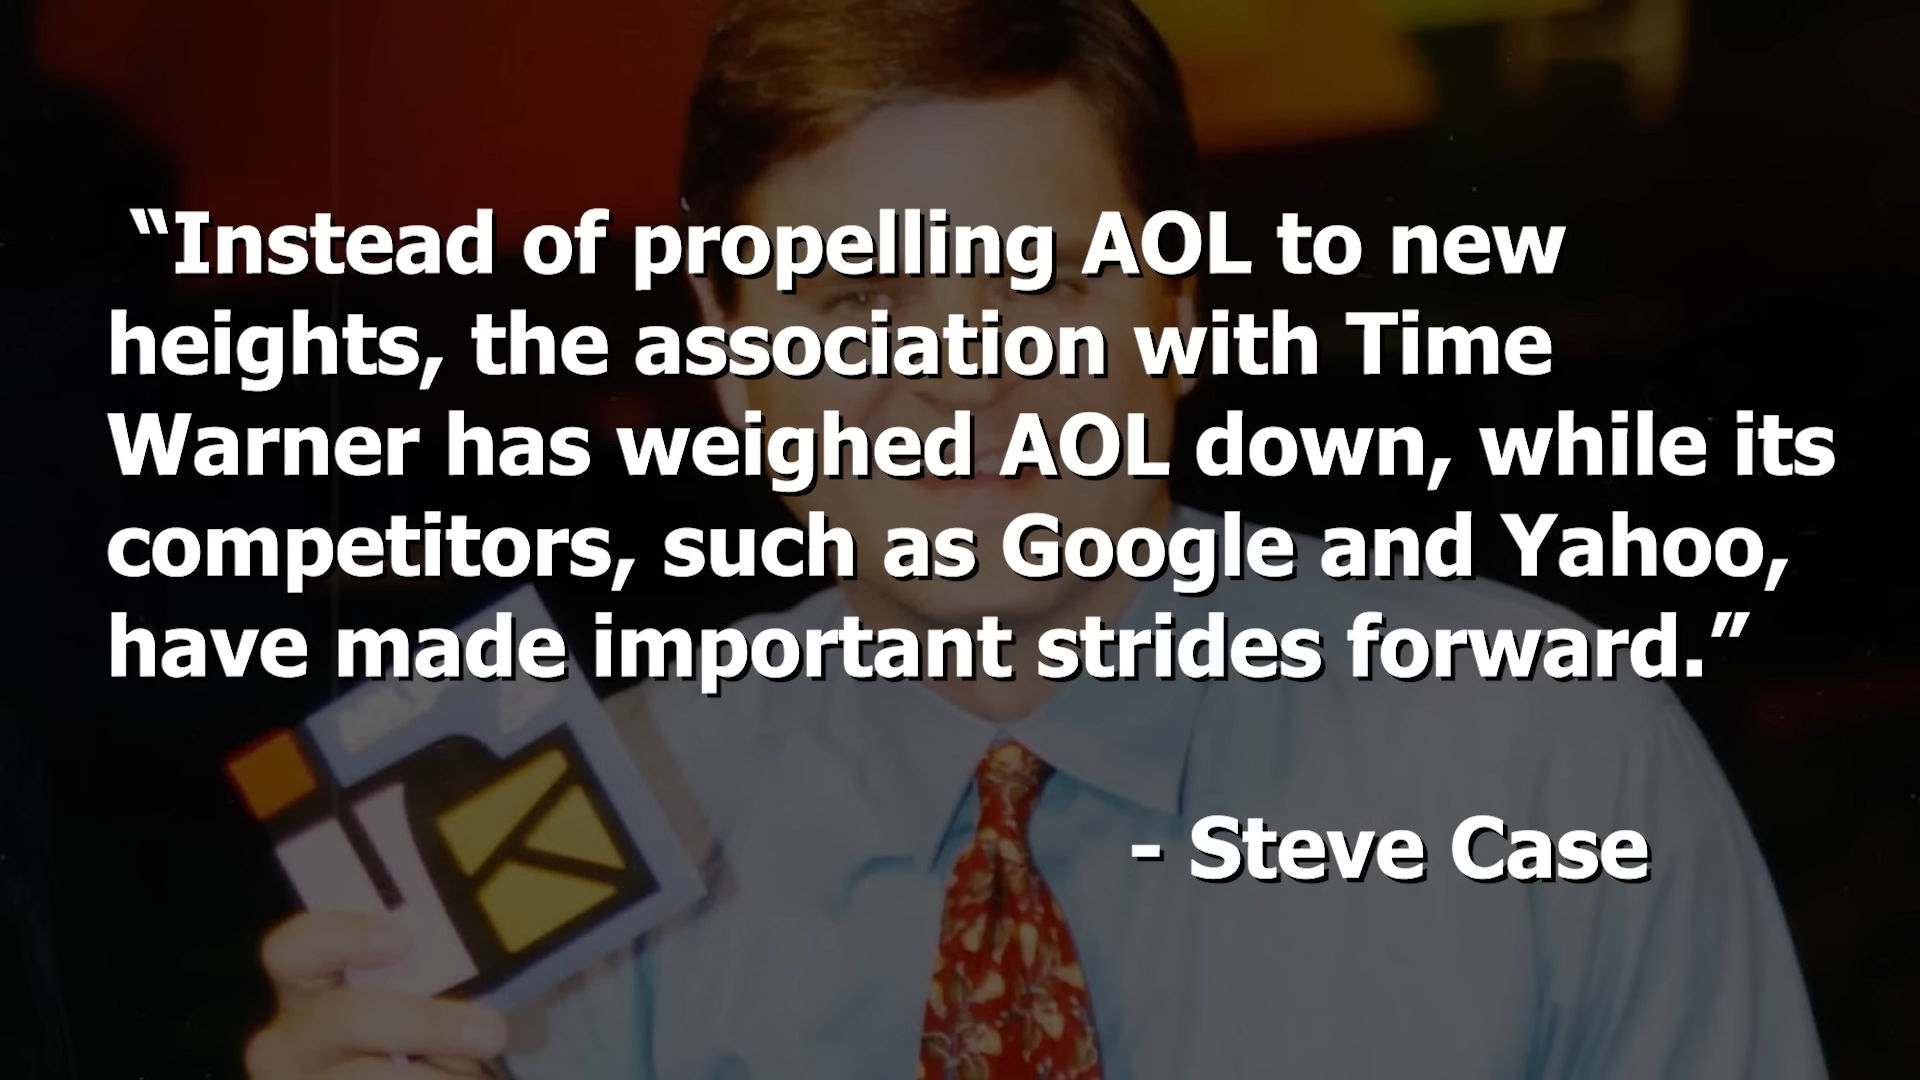 “Instead of propelling AOL to new
heights, the association with Time
Warner has weighed AOL down, while its
competitors, such as Google and Yahoo,
have made important strides forward.”
- Steve Case